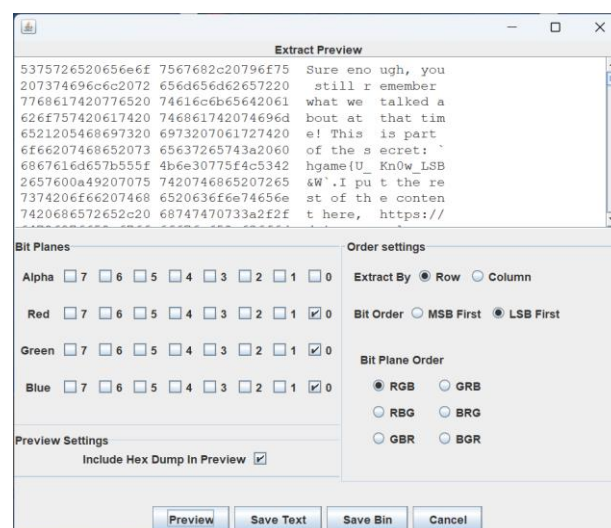 Extract Preview
5375726520656e6f 7567682c20796f75 Sure eno ugh, you
207374696c6c2072 656d656d62657220 still r emember
7768617420776520 74616c6b65642061 what we talked a
626f757420617420 746861742074696d bout at that tim
6521205468697320 6973207061727420 e! This is part
6f66207468652073 65637265743a2060 of the s ecret: `
6867616d657b555f 4b6e30775f4c5342 hgame{U_ Kn0w_LSB
2657600a49207075 7420746865207265 &W`.I pu t the re
7374206f66207468 6520636f6e74656e st of th e conten
7420686572652c20 68747470733a2f2f t here, https://
Bit Planes
Alpha 7 6 5 4 3 2 1 0
Red 7 6 5 4 3 2 1 0
Green 7 6 5 4 3 2 1 0
Blue 7 6 5 4 3 2 1 0
Preview Settings
Include Hex Dump In Preview
Order settings
Extract By Row Column
Bit Order MSB First LSB First
Bit Plane Order
RGB GRB
RBG BRG
GBR BGR
Preview Save Text Save Bin Cancel